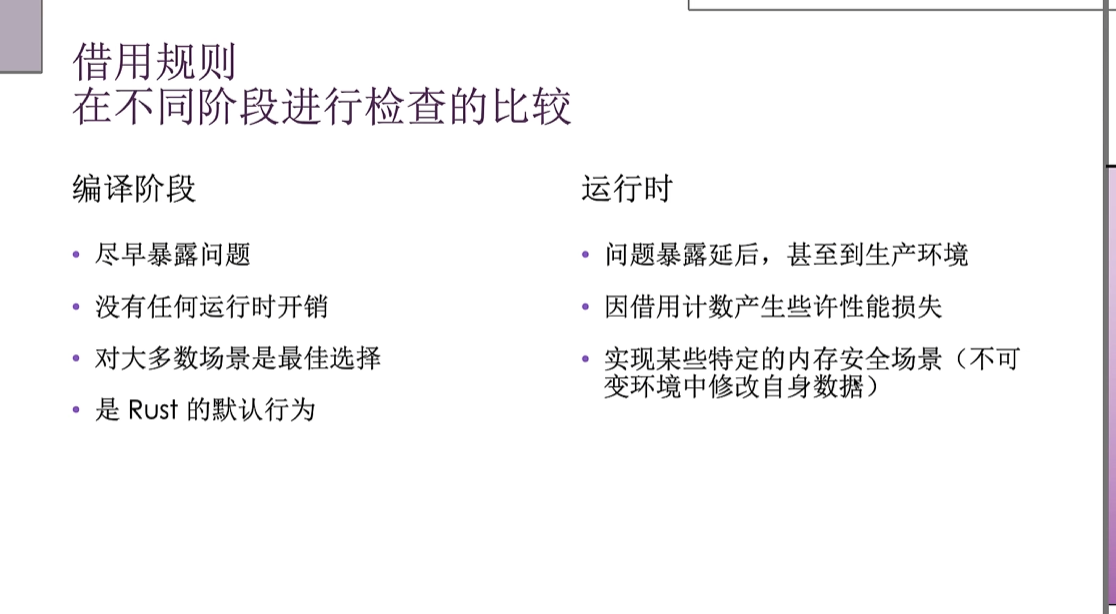 借用规则
在不同阶段进行检查的比较
编译阶段
• 尽早暴露问题
• 没有任何运行时开销
• 对大多数场景是最佳选择
• 是 Rust 的默认行为
运行时
• 问题暴露延后，甚至到生产环境
• 因借用计数产生些许性能损失
• 实现某些特定的内存安全场景（不可
变环境中修改自身数据）